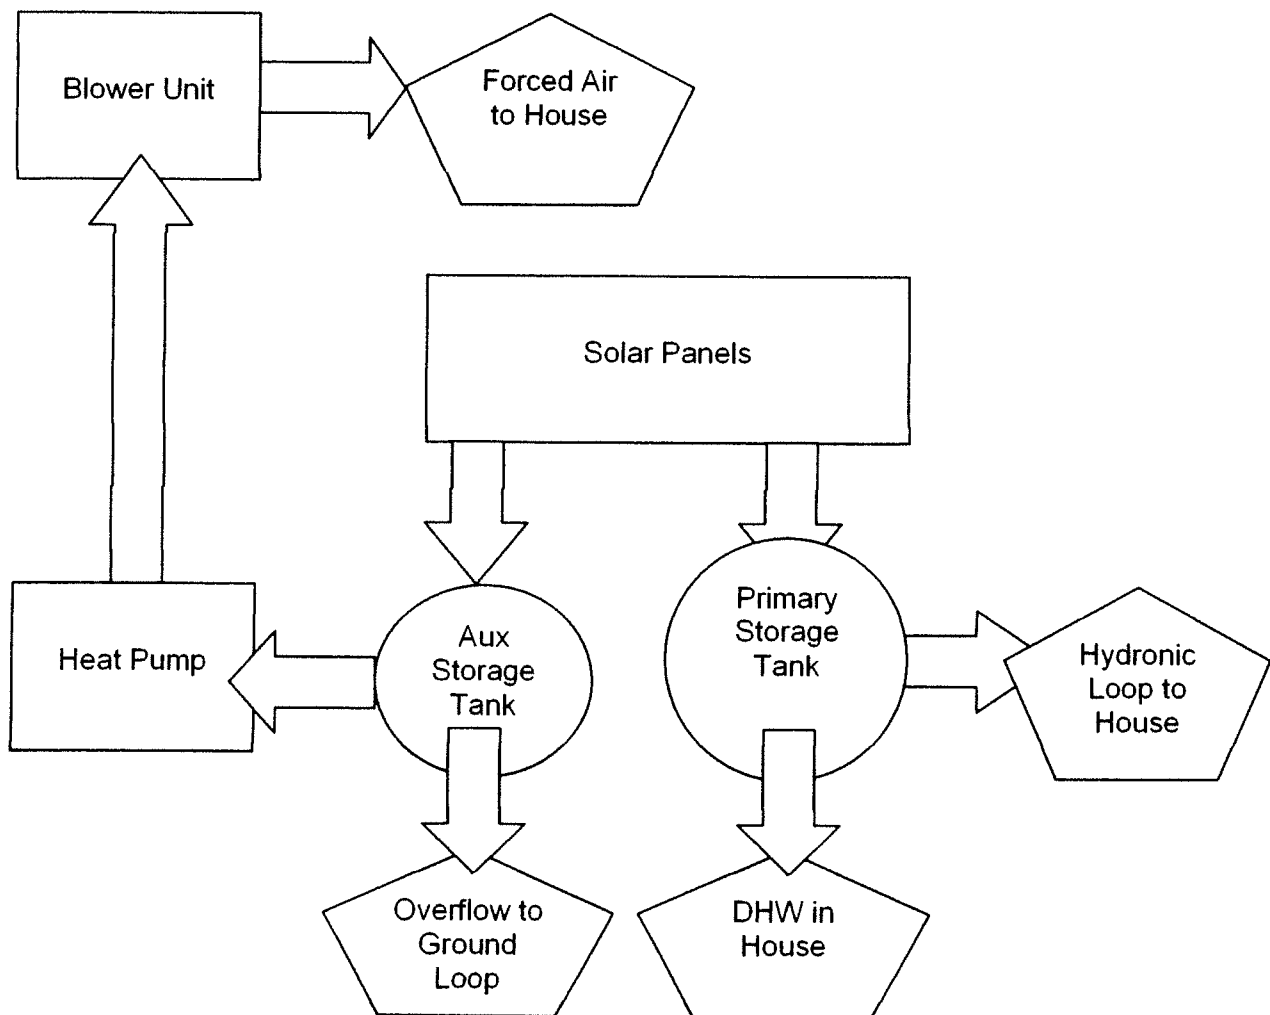 Blower Unit
Forced Air
to House
Solar Panels
Heat Pump
Aux
Storage
Tank
Primary
Storage
Tank
Hydronic
Loop to
House
Overflow to
Ground
Loop
DHW in
House